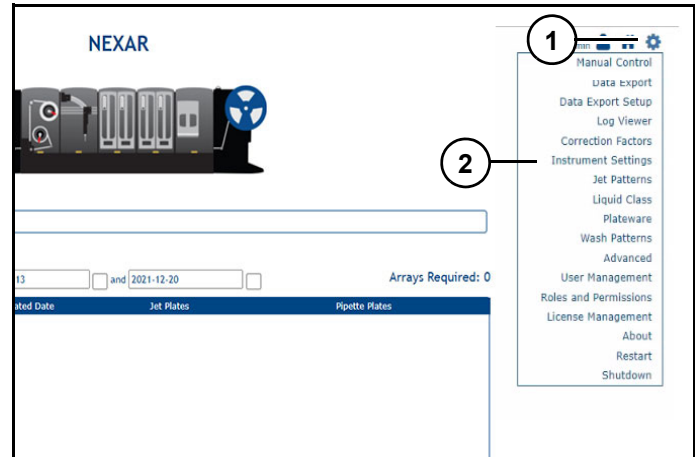 NEXAR
1
Manual Control
Data Export
Data Export Setup
Log Viewer
Correction Factors
2
Instrument Settings
Jet Patterns
Liquid Class
Plateware
Wash Patterns
Advanced
User Management
Roles and Permissions
License Management
About
Restart
Shutdown
13 and 2021-12-20 Arrays Required: 0
ated Date Jet Plates Pipette Plates